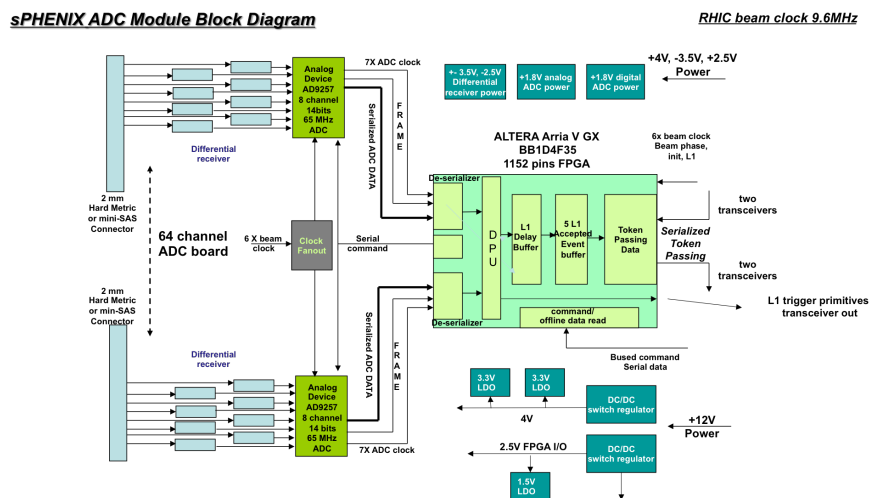 sPHENIX ADC Module Block Diagram
RHIC beam clock 9.6MHz
7X ADC clock
Analog
Device
AD9257
8 channel
14bits
65 MHz
ADC
Serialized ADC DATA
F
R
A
M
E
+- 3.5V, -2.5V
Differential
receiver power
+1.8V analog
ADC power
+1.8V digital
ADC power
+4V, -3.5V, +2.5V
Power
Differential
receiver
ALTERA Arria V GX
BB1D4F35
1152 pins FPGA
6x beam clock
Beam phase,
init, L1
De-serializer
2 mm
Hard Metric
or mini-SAS
Connector
64 channel
ADC board
6 X beam
clock
Clock
Fanout
Serial
command
D
P
U
L1
Delay
Buffer
5 L1
Accepted
Event
buffer
Token
Passing
Data
two
transceivers
Serialized
Token
Passing
two
transceivers
L1 trigger primitives
transceiver out
2 mm
Hard Metric
or min-SAS
Connector
De-serializer
command/
offline data read
Bused command
Serial data
Differential
receiver
Serialized ADC DATA
F
R
A
M
E
Analog
Device
AD9257
8 channel
14 bits
65 MHz
ADC
7X ADC clock
3.3V
LDO
3.3V
LDO
DC/DC
switch regulator
4V
+12V
Power
2.5V FPGA I/O
DC/DC
switch regulator
1.5V
LDO